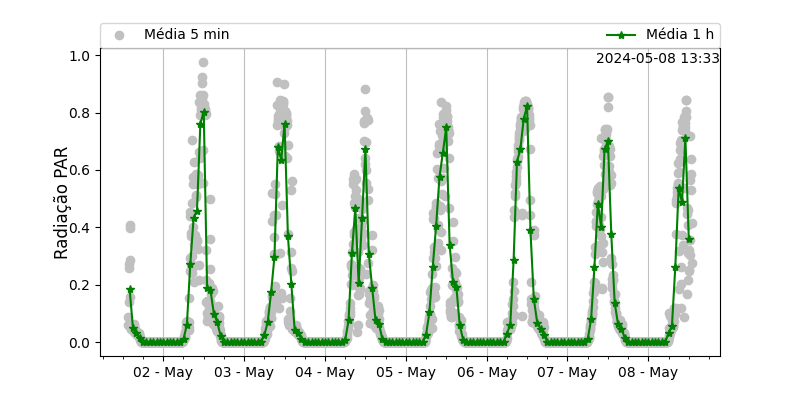 Média 5 min
Média 1 h
2024-05-08 13:33
Radiação PAR
1.0
0.8
0.6
0.4
0.2
0.0
02 - May
03 - May
04 - May
05 - May
06 - May
07 - May
08 - May